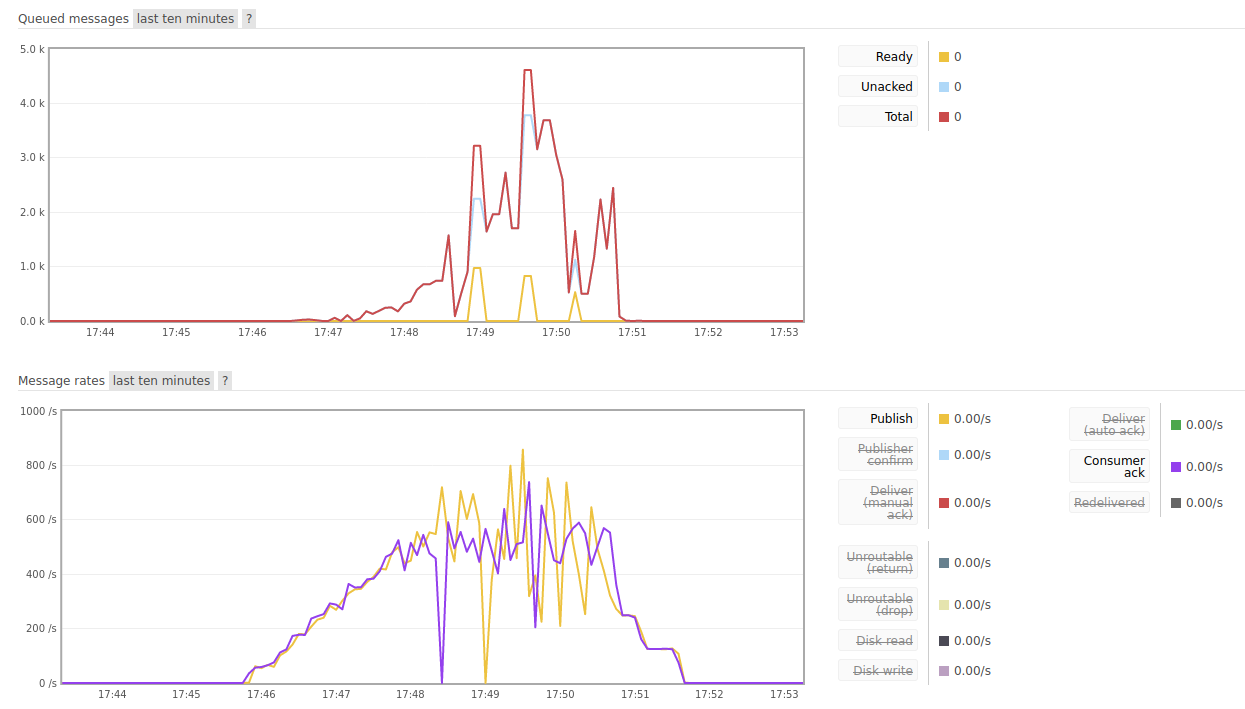 Queued messages last ten minutes ?
5.0 k
4.0 k
3.0 k
2.0 k
1.0 k
0.0 k
17:44 17:45 17:46 17:47 17:48 17:49 17:50 17:51 17:52 17:53
Ready 0
Unacked 0
Total 0
Message rates last ten minutes ?
1000 /s
800 /s
600 /s
400 /s
200 /s
0 /s
17:44 17:45 17:46 17:47 17:48 17:49 17:50 17:51 17:52 17:53
Publish 0.00/s
Publisher
confirm 0.00/s
Deliver
(manual
ack) 0.00/s
Unroutable
(return) 0.00/s
Unroutable
(drop) 0.00/s
Disk read 0.00/s
Disk write 0.00/s
Deliver
(auto ack) 0.00/s
Consumer
ack 0.00/s
Redelivered 0.00/s